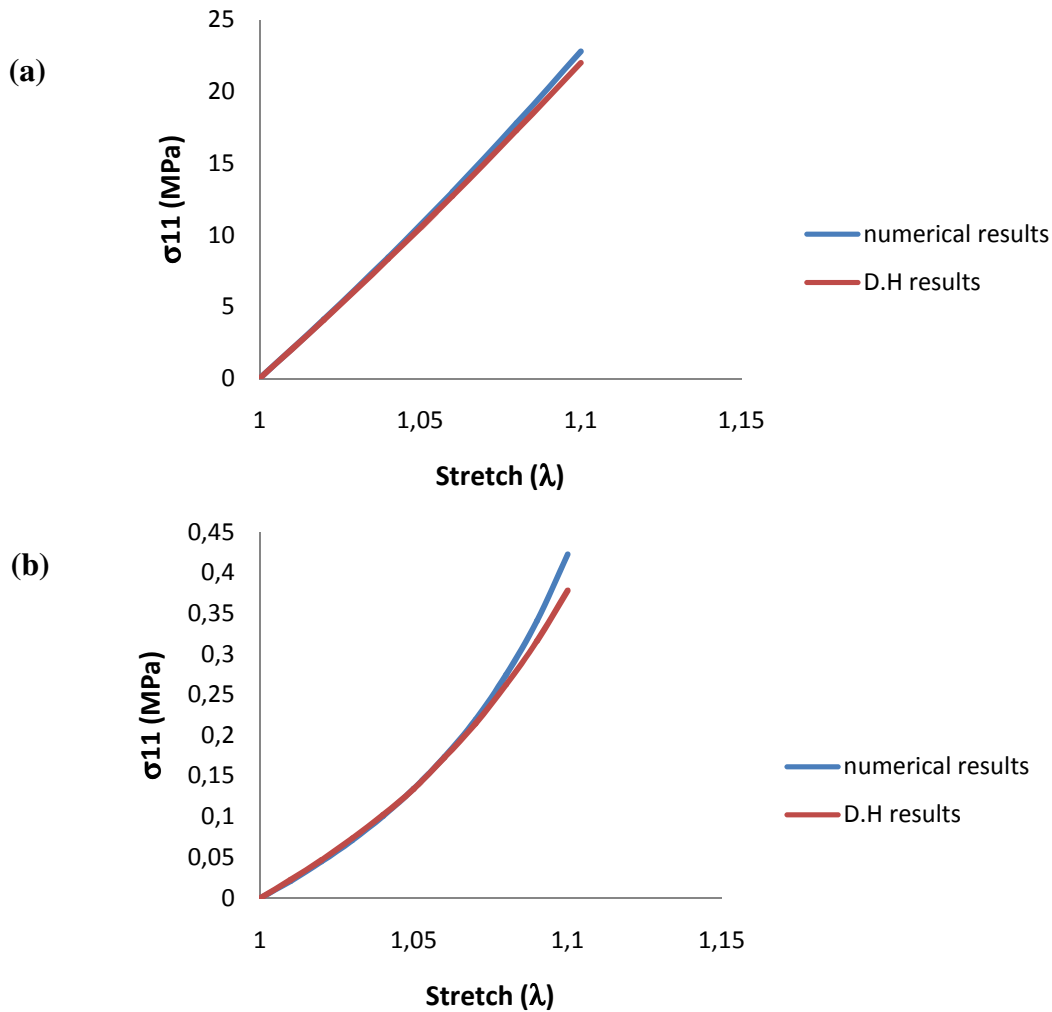 (a)
25
20
15
10
5
0
σ11 (MPa)
1 1,05 1,1 1,15
Stretch (λ)
numerical results
D.H results
(b)
0,45
0,4
0,35
0,3
0,25
0,2
0,15
0,1
0,05
0
σ11 (MPa)
1 1,05 1,1 1,15
Stretch (λ)
numerical results
D.H results